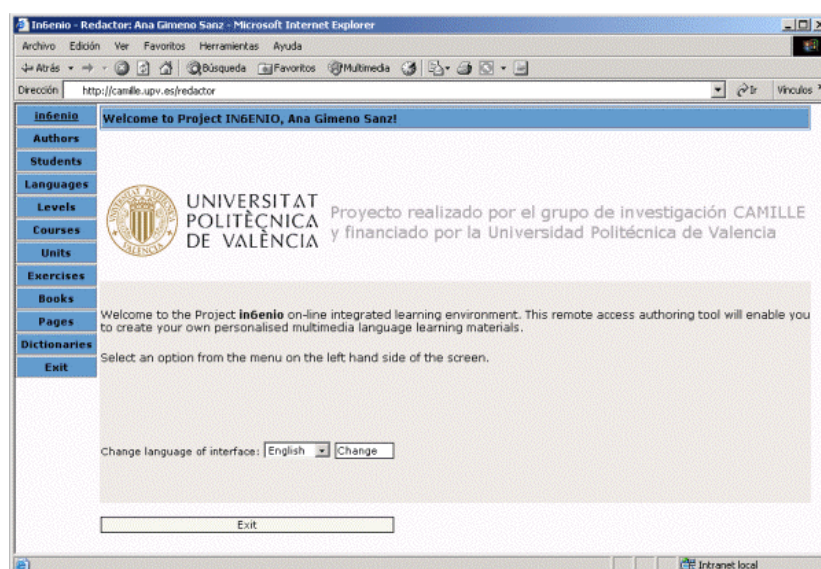 In6enio - Redactor: Ana Gimeno Sanz - Microsoft Internet Explorer
Archivo Edición Ver Favoritos Herramientas Ayuda
Atrás Búsqueda Favoritos Multimedia
Dirección http://camille.upv.es/redactor Ir Vínculos
in6enio
Welcome to Project IN6ENIO, Ana Gimeno Sanz!
Authors
Students
Languages
Levels
Courses
Units
Exercises
Books
Pages
Dictionaries
Exit
UNIVERSITAT
POLITÈCNICA
DE VALÈNCIA
Proyecto realizado por el grupo de investigación CAMILLE
y financiado por la Universidad Politécnica de Valencia
Welcome to the Project in6enio on-line integrated learning environment. This remote access authoring tool will enable you
to create your own personalised multimedia language learning materials.
Select an option from the menu on the left hand side of the screen.
Change language of interface: English Change
Exit
Intranet local